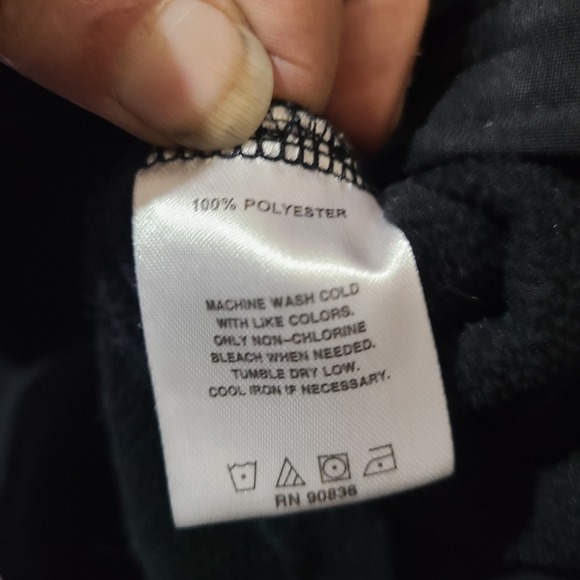 100% POLYESTER
MACHINE WASH COLD
WITH LIKE COLORS.
ONLY NON-CHLORINE
BLEACH WHEN NEEDED.
TUMBLE DRY LOW.
COOL IRON IF NECESSARY.
RN 90836